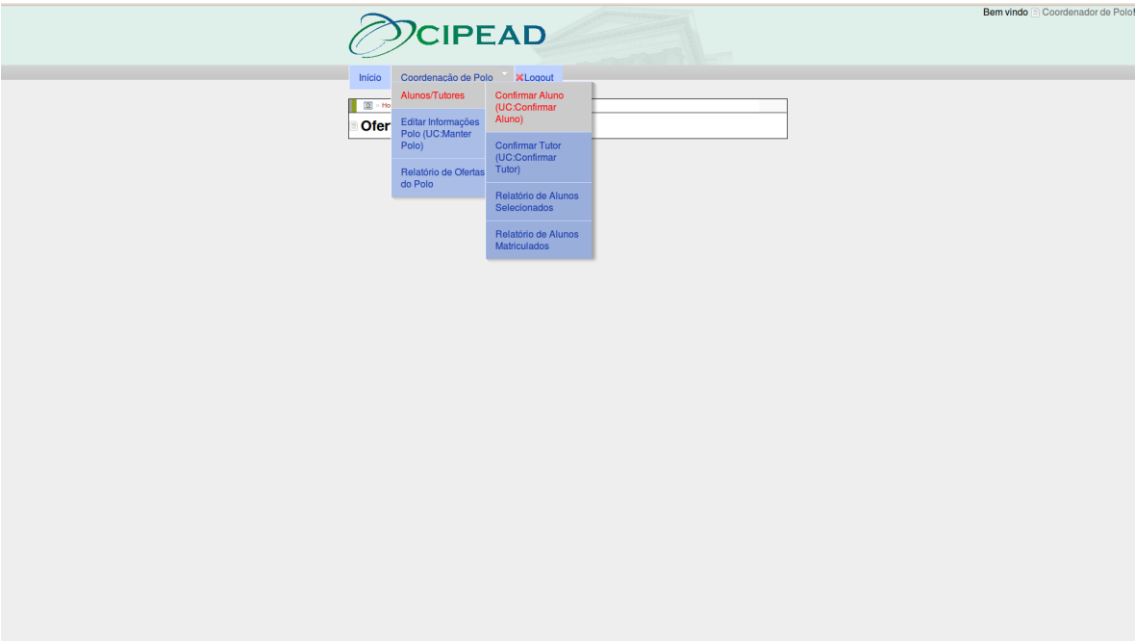 Bem vindo Coordenador de Polo!
CIPEAD
Início Coordenação de Polo Logout
Alunos/Tutores
Editar Informações
Polo (UC:Manter
Polo)
Relatório de Ofertas
do Polo
Confirmar Aluno
(UC:Confirmar
Aluno)
Confirmar Tutor
(UC:Confirmar
Tutor)
Relatório de Alunos
Selecionados
Relatório de Alunos
Matriculados
Ho
Ofer